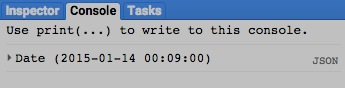 Inspector Console Tasks
Use print(...) to write to this console.
Date (2015-01-14 00:09:00) JSON